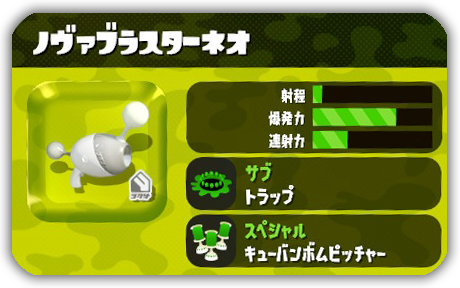 ノヴァブラスターネオ
射程
爆発力
連射力
サブ
トラップ
スペシャル
キューバンボムピッチャー